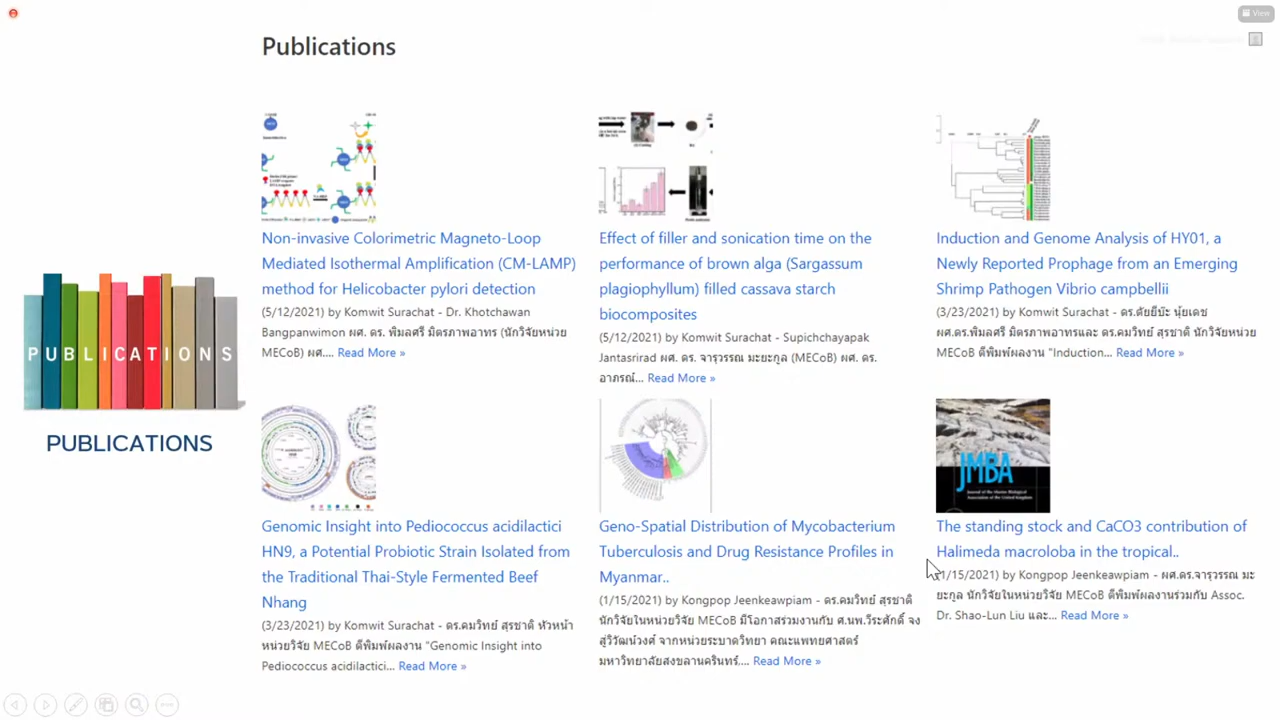 View
Publications
Non-invasive Colorimetric Magneto-Loop
Mediated Isothermal Amplification (CM-LAMP)
method for Helicobacter pylori detection
(5/12/2021) by Komwit Surachat - Dr. Khotchawan
Bangpanwimon ผศ. ดร. พิมลศรี มิตรภาพอาทร (นักวิจัยหน่วย
MECoB) ผศ.... Read More »
Effect of filler and sonication time on the
performance of brown alga (Sargassum
plagiophyllum) filled cassava starch
biocomposites
(5/12/2021) by Komwit Surachat - Supichchayapak
Jantasrirad ผศ. ดร. จารุวรรณ มะยะกูล (MECoB) ผศ. ดร.
อาภรณ์... Read More »
Induction and Genome Analysis of HY01, a
Newly Reported Prophage from an Emerging
Shrimp Pathogen Vibrio campbellii
(3/23/2021) by Komwit Surachat - ดร.ตัยยีบ๊ะ นุ้ยเดช
ผศ.ดร.พิมลศรี มิตรภาพอาทรและ ดร.คมวิทย์ สุรชาติ นักวิจัยหน่วย
MECoB ตีพิมพ์ผลงาน "Induction... Read More »
PUBLICATIONS
PUBLICATIONS
JMBA
Genomic Insight into Pediococcus acidilactici
HN9, a Potential Probiotic Strain Isolated from
the Traditional Thai-Style Fermented Beef
Nhang
(3/23/2021) by Komwit Surachat - ดร.คมวิทย์ สุรชาติ หัวหน้า
หน่วยวิจัย MECoB ตีพิมพ์ผลงาน "Genomic Insight into
Pediococcus acidilactici... Read More »
Geno-Spatial Distribution of Mycobacterium
Tuberculosis and Drug Resistance Profiles in
Myanmar..
(1/15/2021) by Kongpop Jeenkeawpiam - ดร.คมวิทย์ สุรชาติ
นักวิจัยในหน่วยวิจัย MECoB มีโอกาสร่วมงานกับ ศ.นพ.วีระศักดิ์ จง
สู่วิวัฒน์วงศ์ จากหน่วยระบาดวิทยา คณะแพทยศาสตร์
มหาวิทยาลัยสงขลานครินทร์.... Read More »
The standing stock and CaCO3 contribution of
Halimeda macroloba in the tropical..
1/15/2021) by Kongpop Jeenkeawpiam - ผศ.ดร.จารุวรรณ มะ
ยะกูล นักวิจัยในหน่วยวิจัย MECoB ตีพิมพ์ผลงานร่วมกับ Assoc.
Dr. Shao-Lun Liu และ... Read More »